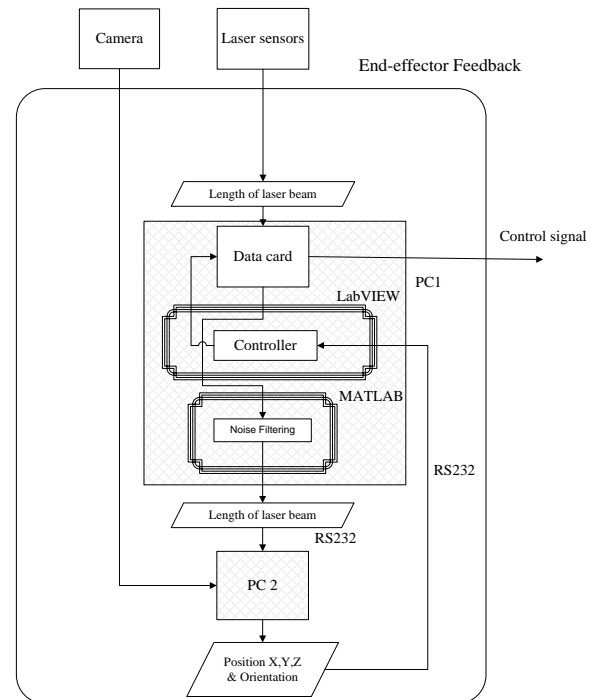 Camera
Laser sensors
End-effector Feedback
Length of laser beam
Data card
Control signal
PC1
LabVIEW
Controller
MATLAB
Noise Filtering
RS232
Length of laser beam
RS232
PC 2
Position X,Y,Z
& Orientation